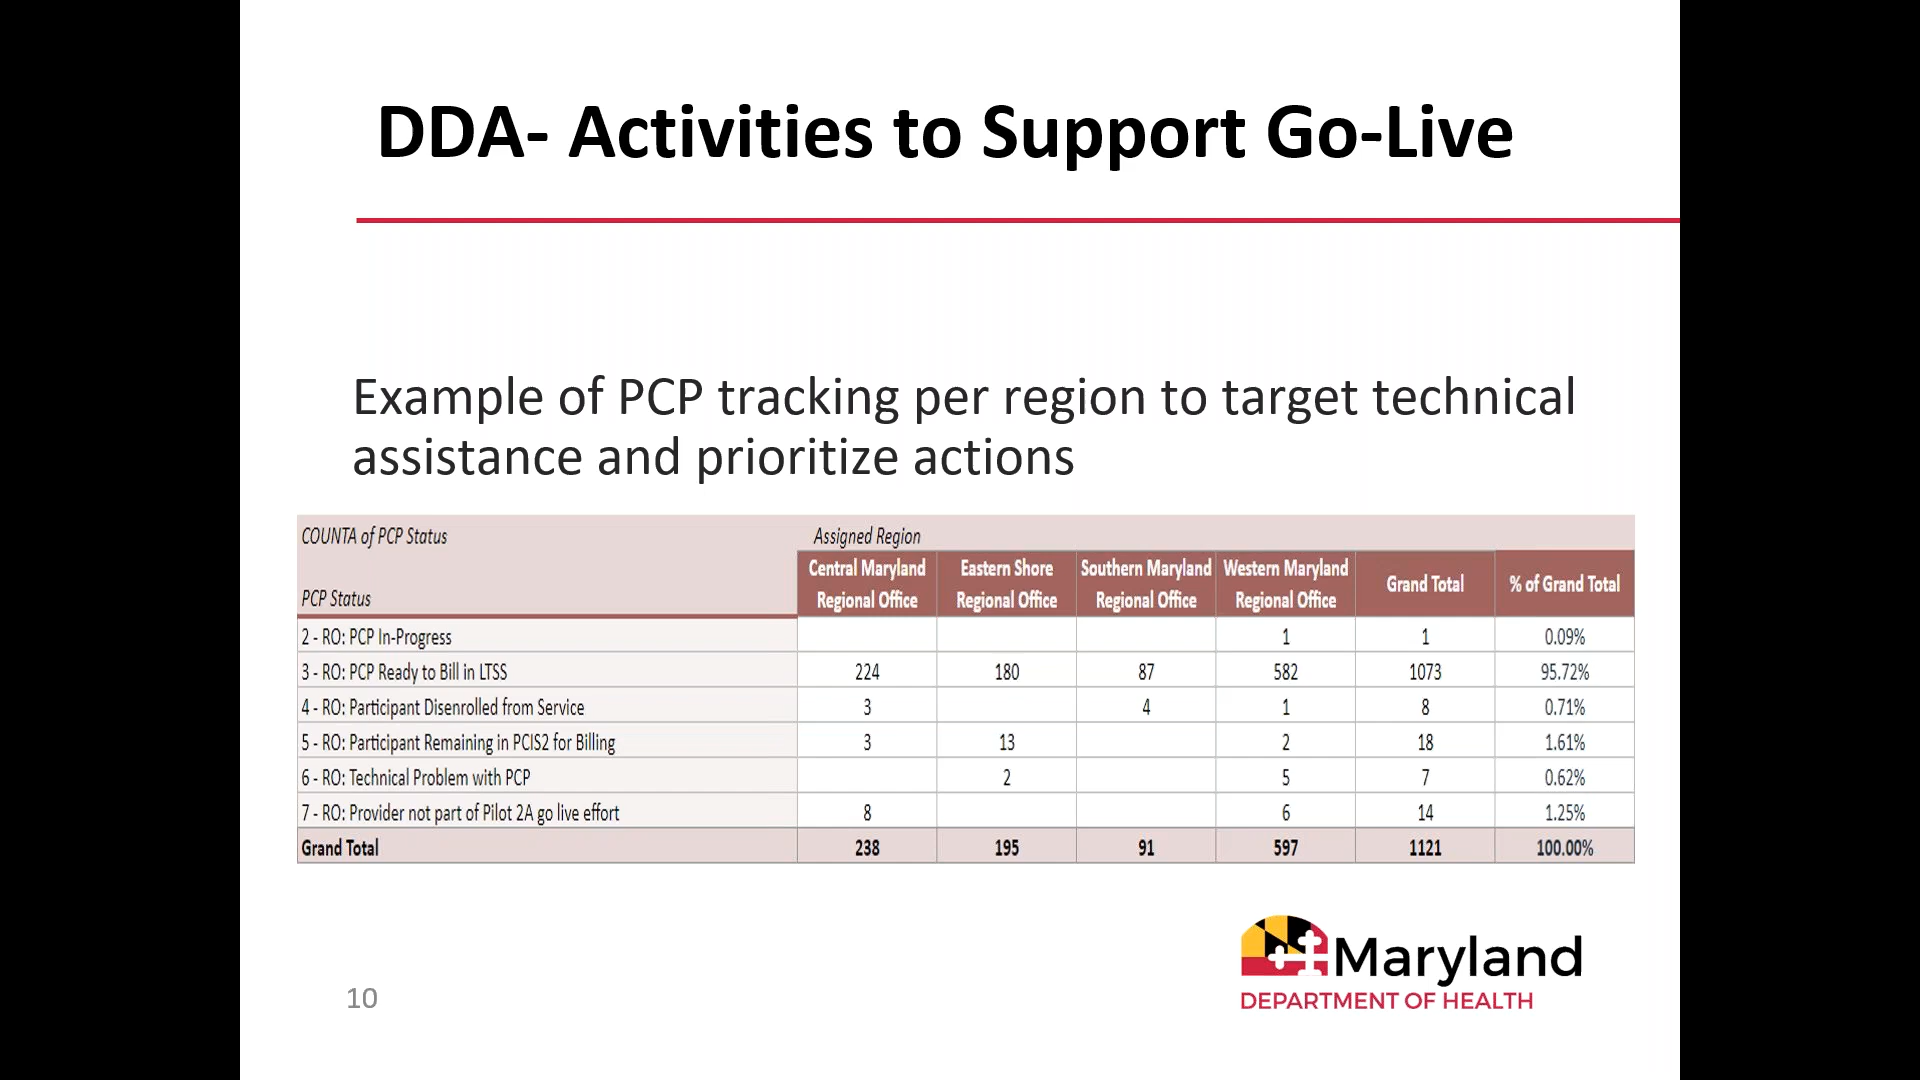 DDA- Activities to Support Go-Live
Example of PCP tracking per region to target technical
assistance and prioritize actions
COUNTA of PCP Status Assigned Region
PCP Status Central Maryland Regional Office Eastern Shore Regional Office Southern Maryland Regional Office Western Maryland Regional Office Grand Total % of Grand Total
2 - RO: PCP In-Progress 1 1 0.09%
3 - RO: PCP Ready to Bill in LTSS 224 180 87 582 1073 95.72%
4 - RO: Participant Disenrolled from Service 3 4 1 8 0.71%
5 - RO: Participant Remaining in PCIS2 for Billing 3 13 2 18 1.61%
6 - RO: Technical Problem with PCP 2 5 7 0.62%
7 - RO: Provider not part of Pilot 2A go live effort 8 6 14 1.25%
Grand Total 238 195 91 597 1121 100.00%
Maryland
DEPARTMENT OF HEALTH
10